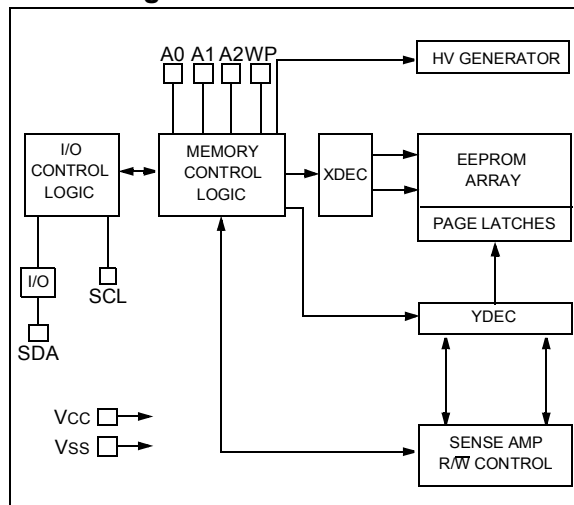 A0 A1 A2 WP
HV GENERATOR
I/O
CONTROL
LOGIC
MEMORY
CONTROL
LOGIC
XDEC
EEPROM
ARRAY
PAGE LATCHES
I/O
SCL
SDA
YDEC
VCC
VSS
SENSE AMP
R/W̅ CONTROL